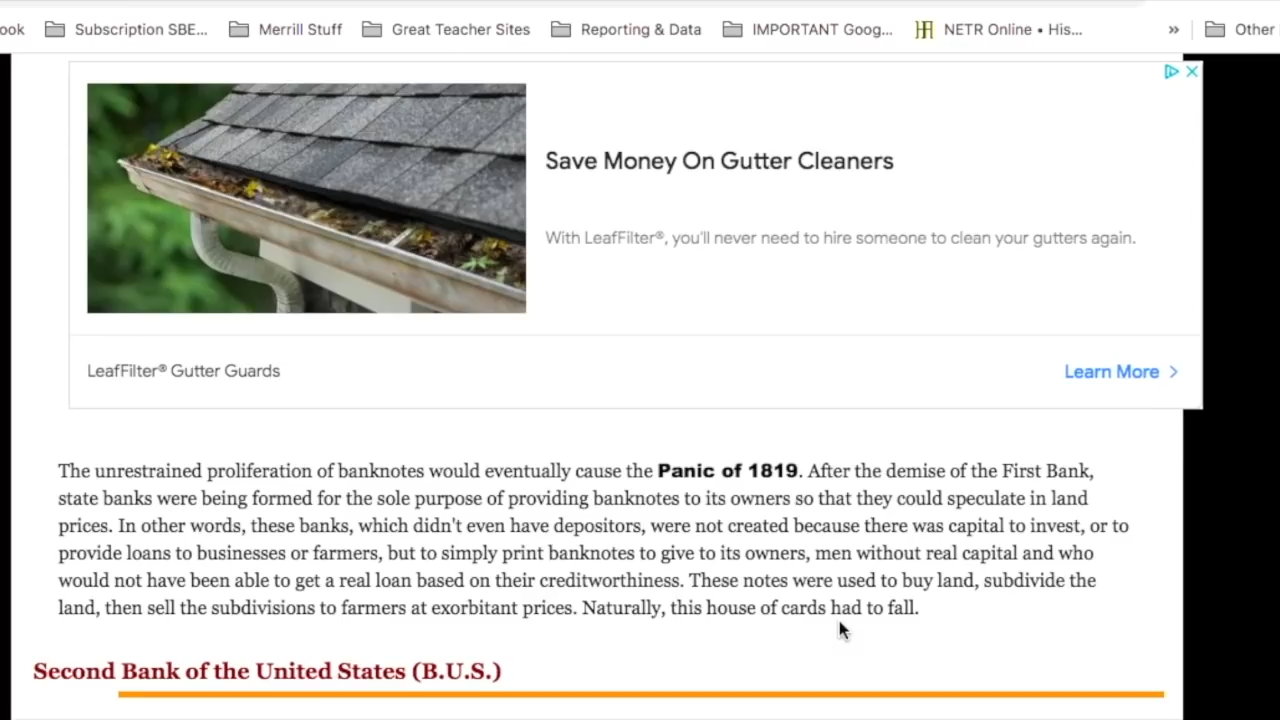 ook Subscription SBE... Merrill Stuff Great Teacher Sites Reporting & Data IMPORTANT Goog... NETR Online • His... » Other
Save Money On Gutter Cleaners
With LeafFilter®, you'll never need to hire someone to clean your gutters again.
LeafFilter® Gutter Guards Learn More >
The unrestrained proliferation of banknotes would eventually cause the Panic of 1819. After the demise of the First Bank,
state banks were being formed for the sole purpose of providing banknotes to its owners so that they could speculate in land
prices. In other words, these banks, which didn't even have depositors, were not created because there was capital to invest, or to
provide loans to businesses or farmers, but to simply print banknotes to give to its owners, men without real capital and who
would not have been able to get a real loan based on their creditworthiness. These notes were used to buy land, subdivide the
land, then sell the subdivisions to farmers at exorbitant prices. Naturally, this house of cards had to fall.
Second Bank of the United States (B.U.S.)